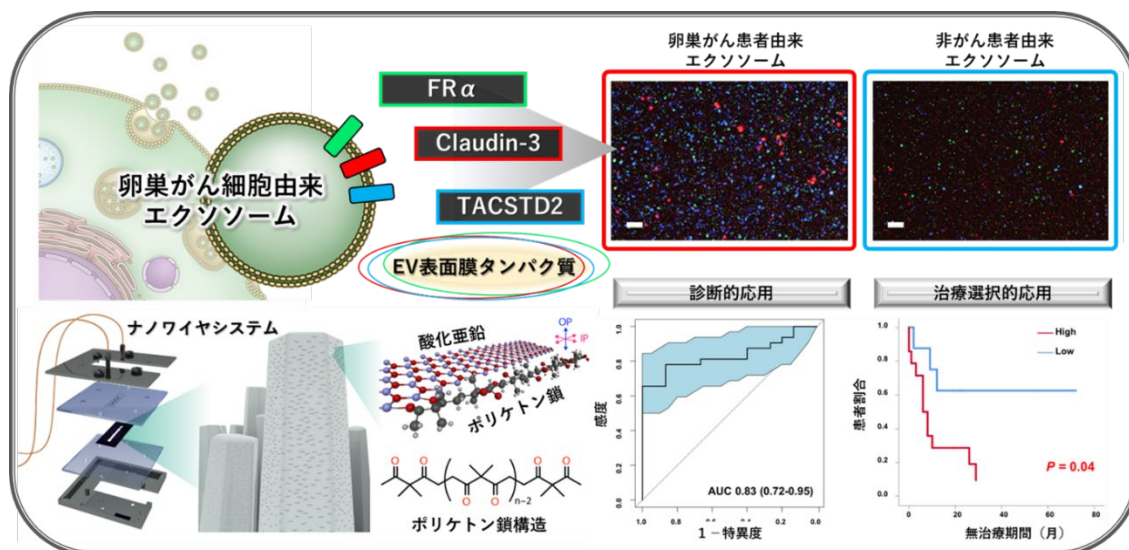 卵巣がん細胞由来
エクソソーム
FRα
Claudin-3
TACSTD2
EV表面膜タンパク質
卵巣がん患者由来
エクソソーム
非がん患者由来
エクソソーム
ナノワイヤシステム
酸化亜鉛
OP
IP
ポリケトン鎖
O
O
O
O
O
O
n-2
ポリケトン鎖構造
診断的応用
感度
1.0
0.8
0.6
0.4
0.2
0.0
AUC 0.83 (0.72-0.95)
1.0
0.8
0.6
0.4
0.2
0.0
1－特異度
治療選択的応用
患者割合
1.0
0.8
0.6
0.4
0.2
0.0
High
Low
P = 0.04
0
20
40
60
80
無治療期間（月）